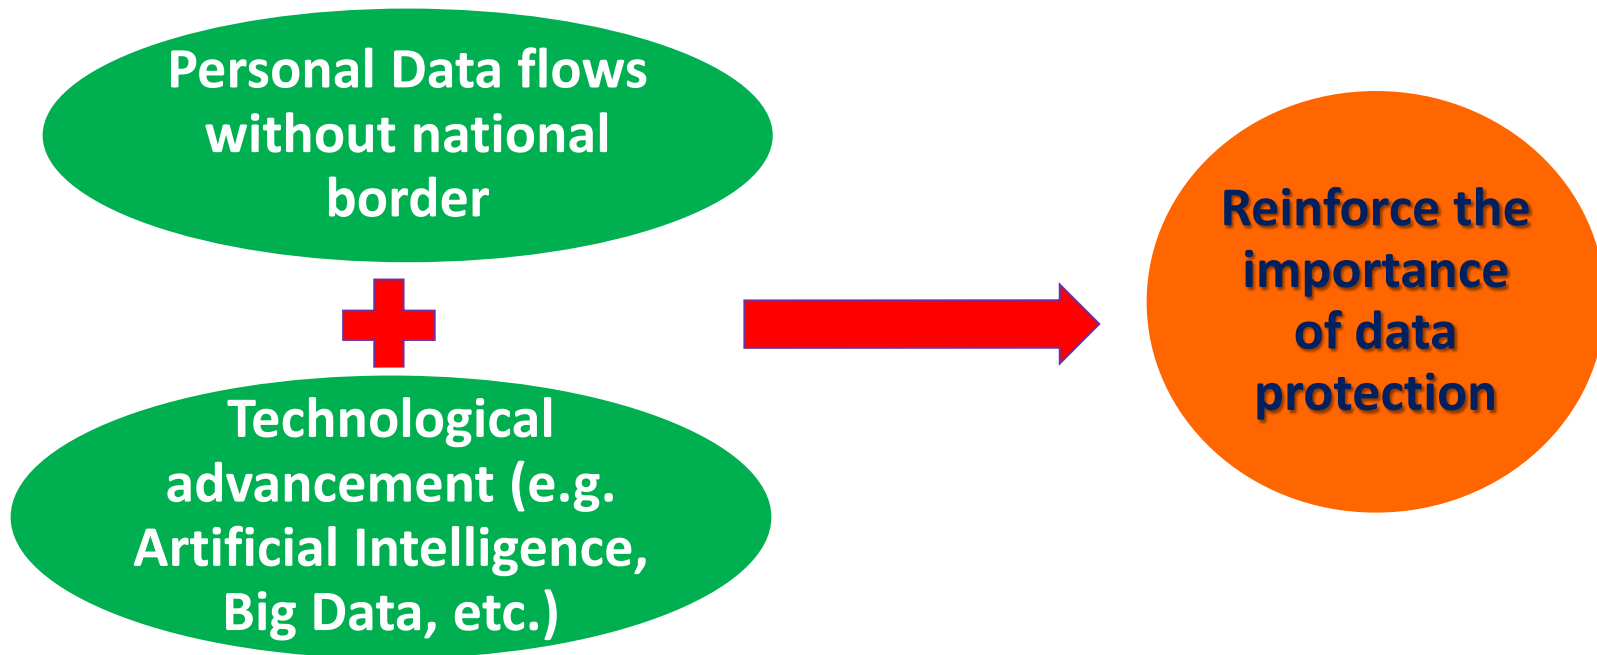 Personal Data flows
without national
border
Technological
advancement (e.g.
Artificial Intelligence,
Big Data, etc.)
Reinforce the
importance
of data
protection